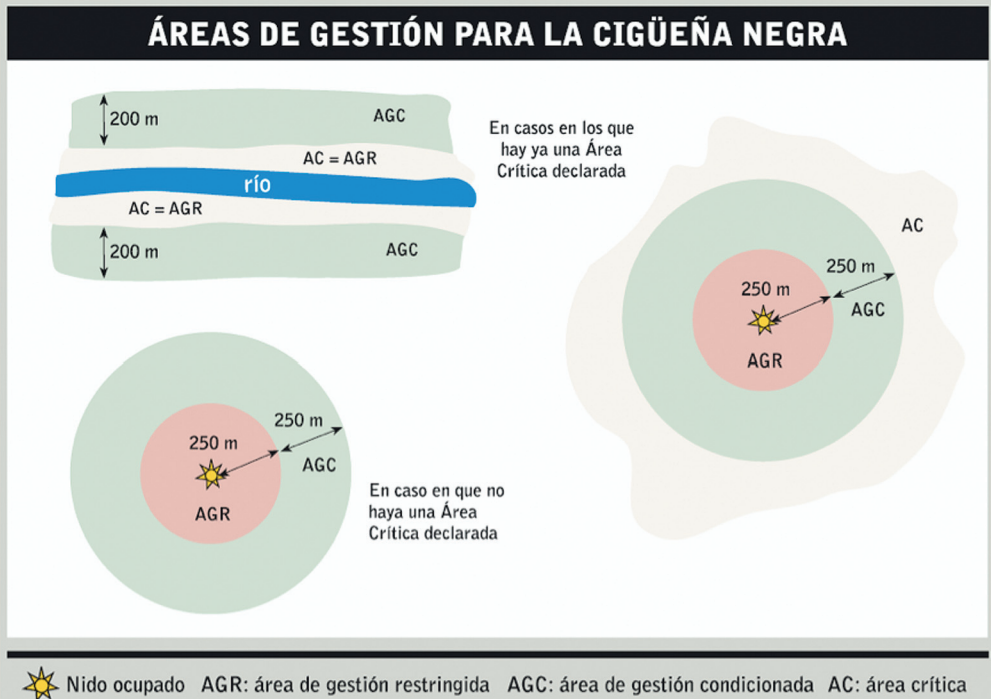 ÁREAS DE GESTIÓN PARA LA CIGÜEÑA NEGRA
200 m
AGC
AC = AGR
río
AC = AGR
200 m
AGC
En casos en los que
hay ya una Área
Crítica declarada
AC
250 m
250 m
AGC
AGR
250 m
250 m
AGC
AGR
En caso en que no
haya una Área
Crítica declarada
Nido ocupado AGR: área de gestión restringida AGC: área de gestión condicionada AC: área crítica